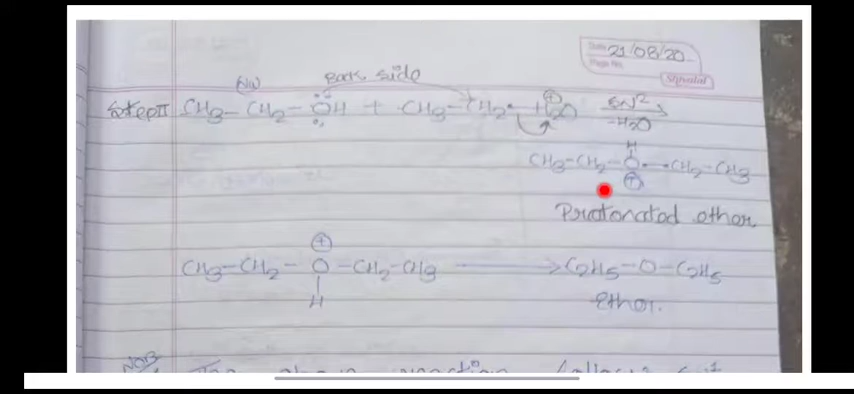 Date 21/08/20
Page No.
Shivalal
Nu
Back side
Step II CH3-CH2-ÖH + CH3-CH2-H2O⊕ SN2 -H2O →
H
CH3-CH2-O-CH2-CH3
⊕
Protonated ether
⊕
CH3-CH2-O-CH2-CH3 → C2H5-O-C2H5
H
Ether.
NOB